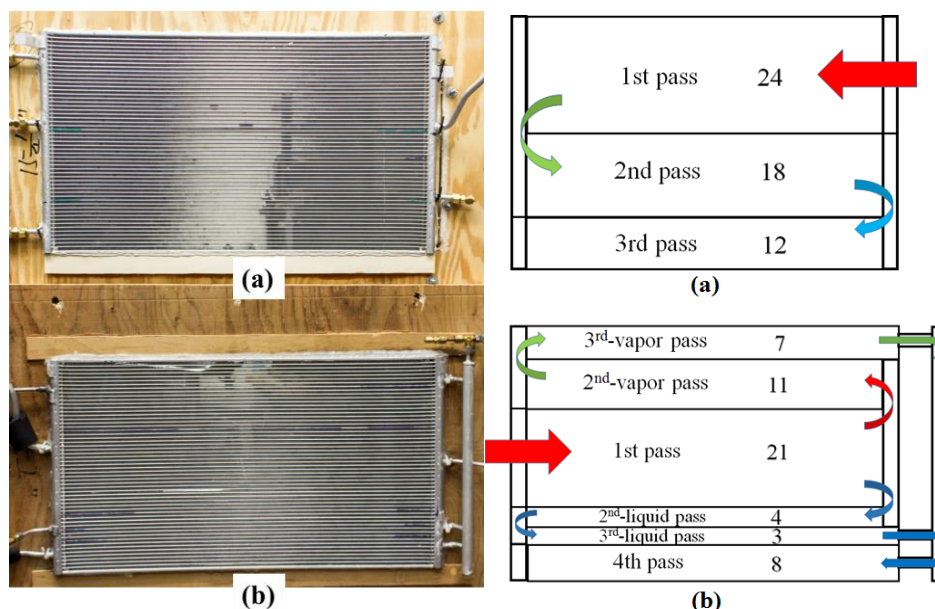 1st pass 24
2nd pass 18
3rd pass 12
(a)
(a)
3rd-vapor pass 7
2nd-vapor pass 11
1st pass 21
2nd-liquid pass 4
3rd-liquid pass 3
4th pass 8
(b)
(b)